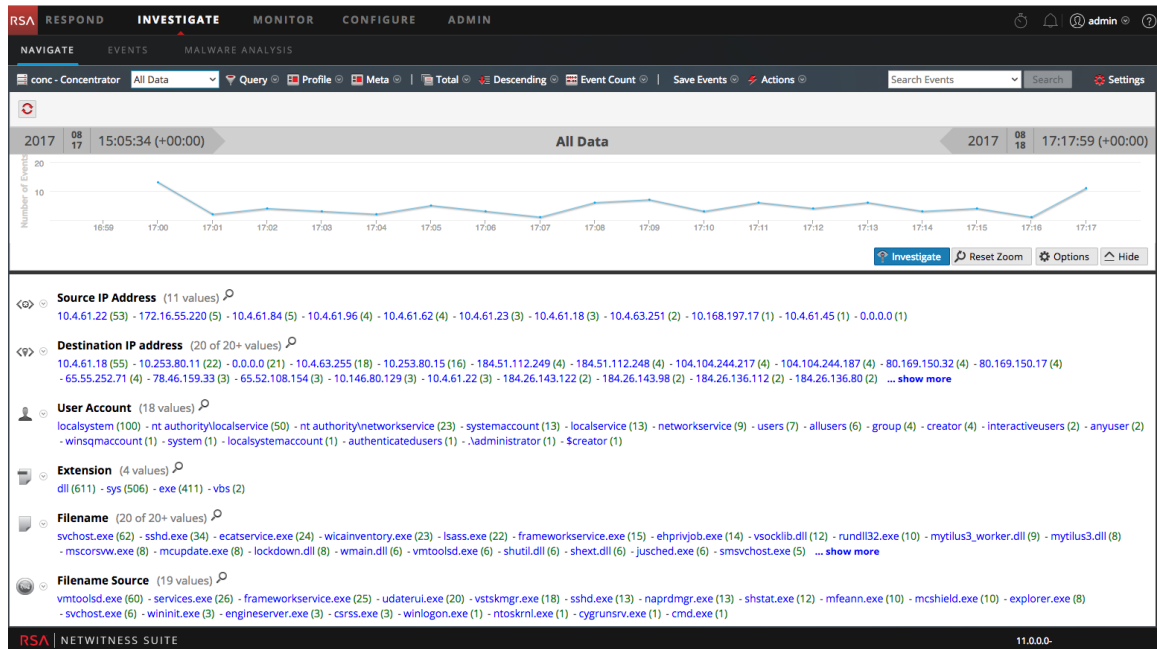 RSA RESPOND INVESTIGATE MONITOR CONFIGURE ADMIN admin
NAVIGATE EVENTS MALWARE ANALYSIS
conc - Concentrator All Data Query Profile Meta | Total Descending Event Count | Save Events Actions Search Events Search Settings
2017 08 17 15:05:34 (+00:00) All Data 2017 08 18 17:17:59 (+00:00)
Number of Events
20
10
16:59 17:00 17:01 17:02 17:03 17:04 17:05 17:06 17:07 17:08 17:09 17:10 17:11 17:12 17:13 17:14 17:15 17:16 17:17
Investigate Reset Zoom Options Hide
Source IP Address (11 values)
10.4.61.22 (53) - 172.16.55.220 (5) - 10.4.61.84 (5) - 10.4.61.96 (4) - 10.4.61.62 (4) - 10.4.61.23 (3) - 10.4.61.18 (3) - 10.4.63.251 (2) - 10.168.197.17 (1) - 10.4.61.45 (1) - 0.0.0.0 (1)
Destination IP address (20 of 20+ values)
10.4.61.18 (55) - 10.253.80.11 (22) - 0.0.0.0 (21) - 10.4.63.255 (18) - 10.253.80.15 (16) - 184.51.112.249 (4) - 184.51.112.248 (4) - 104.104.244.217 (4) - 104.104.244.187 (4) - 80.169.150.32 (4) - 80.169.150.17 (4)
- 65.55.252.71 (4) - 78.46.159.33 (3) - 65.52.108.154 (3) - 10.146.80.129 (3) - 10.4.61.22 (3) - 184.26.143.122 (2) - 184.26.143.98 (2) - 184.26.136.112 (2) - 184.26.136.80 (2) ... show more
User Account (18 values)
localsystem (100) - nt authority\localservice (50) - nt authority\networkservice (23) - systemaccount (13) - localservice (13) - networkservice (9) - users (7) - allusers (6) - group (4) - creator (4) - interactiveusers (2) - anyuser (2)
- winsqmaccount (1) - system (1) - localsystemaccount (1) - authenticatedusers (1) - .\administrator (1) - $creator (1)
Extension (4 values)
dll (611) - sys (506) - exe (411) - vbs (2)
Filename (20 of 20+ values)
svchost.exe (62) - sshd.exe (34) - ecatservice.exe (24) - wicainventory.exe (23) - lsass.exe (22) - frameworkservice.exe (15) - ehprivjob.exe (14) - vsocklib.dll (12) - rundll32.exe (10) - mytilus3_worker.dll (9) - mytilus3.dll (8)
- mscorsvw.exe (8) - mcupdate.exe (8) - lockdown.dll (8) - wmain.dll (6) - vmtoolsd.exe (6) - shutil.dll (6) - shext.dll (6) - jusched.exe (6) - smsvchost.exe (5) ... show more
Filename Source (19 values)
vmtoolsd.exe (60) - services.exe (26) - frameworkservice.exe (25) - udaterui.exe (20) - vstskmgr.exe (18) - sshd.exe (13) - naprdmgr.exe (13) - shstat.exe (12) - mfeann.exe (10) - mcshield.exe (10) - explorer.exe (8)
- svchost.exe (6) - wininit.exe (3) - engineserver.exe (3) - csrss.exe (3) - winlogon.exe (1) - ntoskrnl.exe (1) - cygrunsrv.exe (1) - cmd.exe (1)
RSA | NETWITNESS SUITE 11.0.0.0-